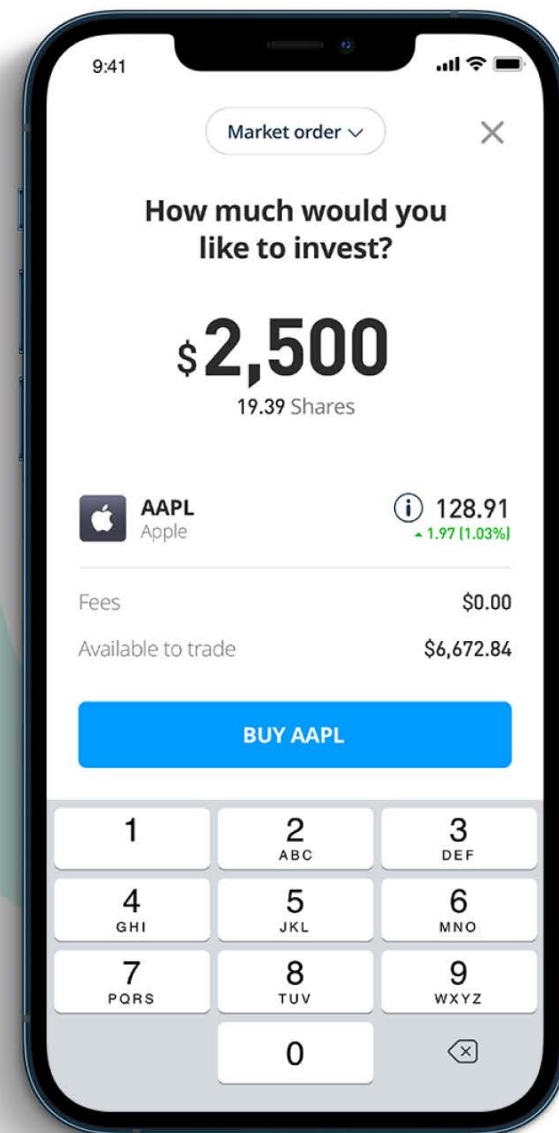 9:41
Market order
How much would you
like to invest?
$2,500
19.39 Shares
AAPL
Apple
i 128.91
1.97 (1.03%)
Fees $0.00
Available to trade $6,672.84
BUY AAPL
1 2 3
ABC DEF
4 5 6
GHI JKL MNO
7 8 9
PQRS TUV WXYZ
0